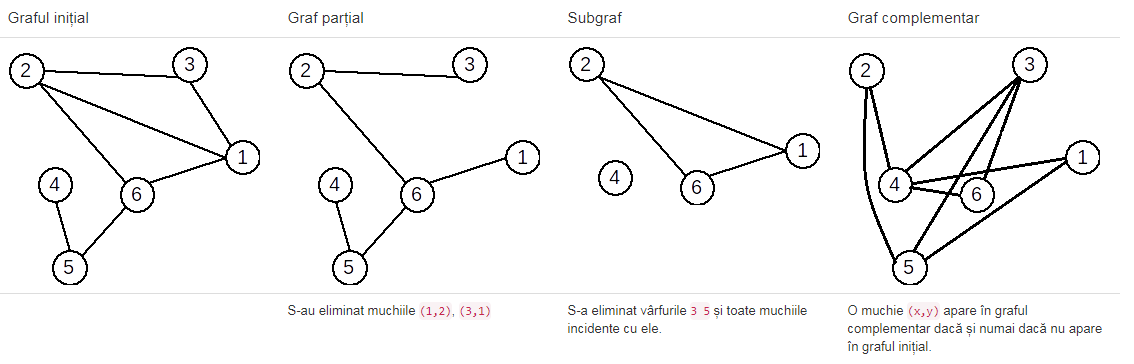 Graful inițial
Graf parțial
Subgraf
Graf complementar
2
3
1
4
6
5
2
3
1
4
6
5
2
1
4
6
2
3
1
4
6
5
S-au eliminat muchiile (1,2), (3,1)
S-a eliminat vârfurile 3 5 și toate muchiile
incidente cu ele.
O muchie (x,y) apare în graful
complementar dacă și numai dacă nu apare
în graful inițial.